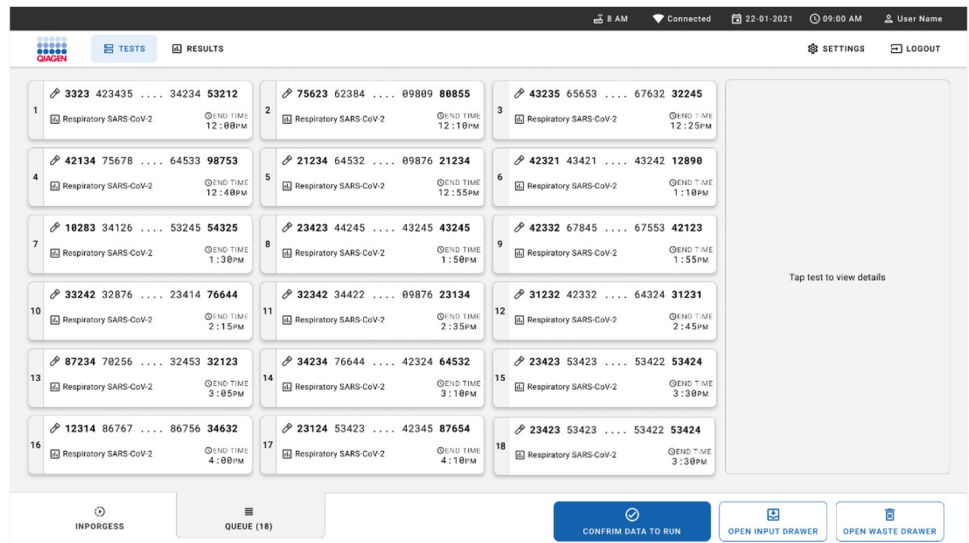 8 AM Connected 22-01-2021 09:00 AM User Name
QIAGEN TESTS RESULTS SETTINGS LOGOUT
1 3323 423435 .... 34234 53212
Respiratory SARS-CoV-2 END TIME
12:00PM
2 75623 62384 .... 09809 80855
Respiratory SARS-CoV-2 END TIME
12:10PM
3 43235 65653 .... 67632 32245
Respiratory SARS-CoV-2 END TIME
12:25PM
4 42134 75678 .... 64533 98753
Respiratory SARS-CoV-2 END TIME
12:40PM
5 21234 64532 .... 09876 21234
Respiratory SARS-CoV-2 END TIME
12:55PM
6 42321 43421 .... 43242 12890
Respiratory SARS-CoV-2 END TIME
1:10PM
7 10283 34126 .... 53245 54325
Respiratory SARS-CoV-2 END TIME
1:30PM
8 23423 44245 .... 43245 43245
Respiratory SARS-CoV-2 END TIME
1:50PM
9 42332 67845 .... 67553 42123
Respiratory SARS-CoV-2 END TIME
1:55PM
10 33242 32876 .... 23414 76644
Respiratory SARS-CoV-2 END TIME
2:15PM
11 32342 34422 .... 09876 23134
Respiratory SARS-CoV-2 END TIME
2:35PM
12 31232 42332 .... 64324 31231
Respiratory SARS-CoV-2 END TIME
2:45PM
13 87234 70256 .... 32453 32123
Respiratory SARS-CoV-2 END TIME
3:05PM
14 34234 76644 .... 42324 64532
Respiratory SARS-CoV-2 END TIME
3:10PM
15 23423 53423 .... 53422 53424
Respiratory SARS-CoV-2 END TIME
3:30PM
16 12314 86767 .... 86756 34632
Respiratory SARS-CoV-2 END TIME
4:00PM
17 23124 53423 .... 42345 87654
Respiratory SARS-CoV-2 END TIME
4:10PM
18 23423 53423 .... 53422 53424
Respiratory SARS-CoV-2 END TIME
3:30PM
Tap test to view details
INPORGESS QUEUE (18) CONFRIM DATA TO RUN OPEN INPUT DRAWER OPEN WASTE DRAWER